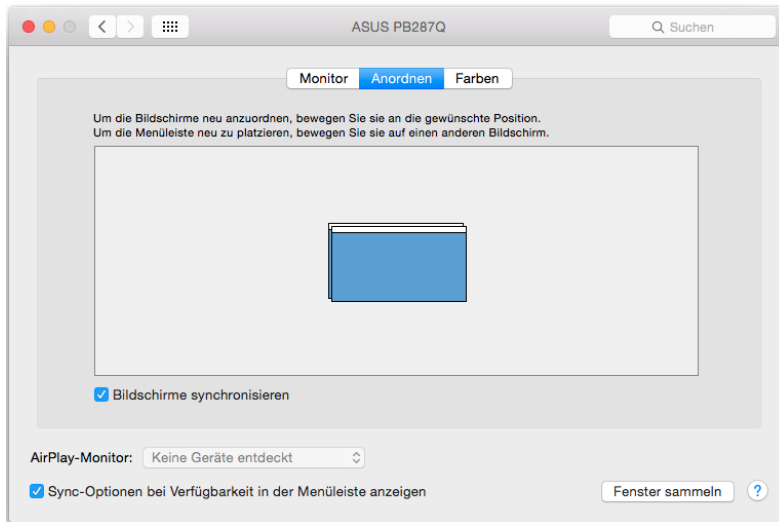 ASUS PB287Q
Suchen
Monitor
Anordnen
Farben
Um die Bildschirme neu anzuordnen, bewegen Sie sie an die gewünschte Position.
Um die Menüleiste neu zu platzieren, bewegen Sie sie auf einen anderen Bildschirm.
Bildschirme synchronisieren
AirPlay-Monitor: Keine Geräte entdeckt
Sync-Optionen bei Verfügbarkeit in der Menüleiste anzeigen
Fenster sammeln
?